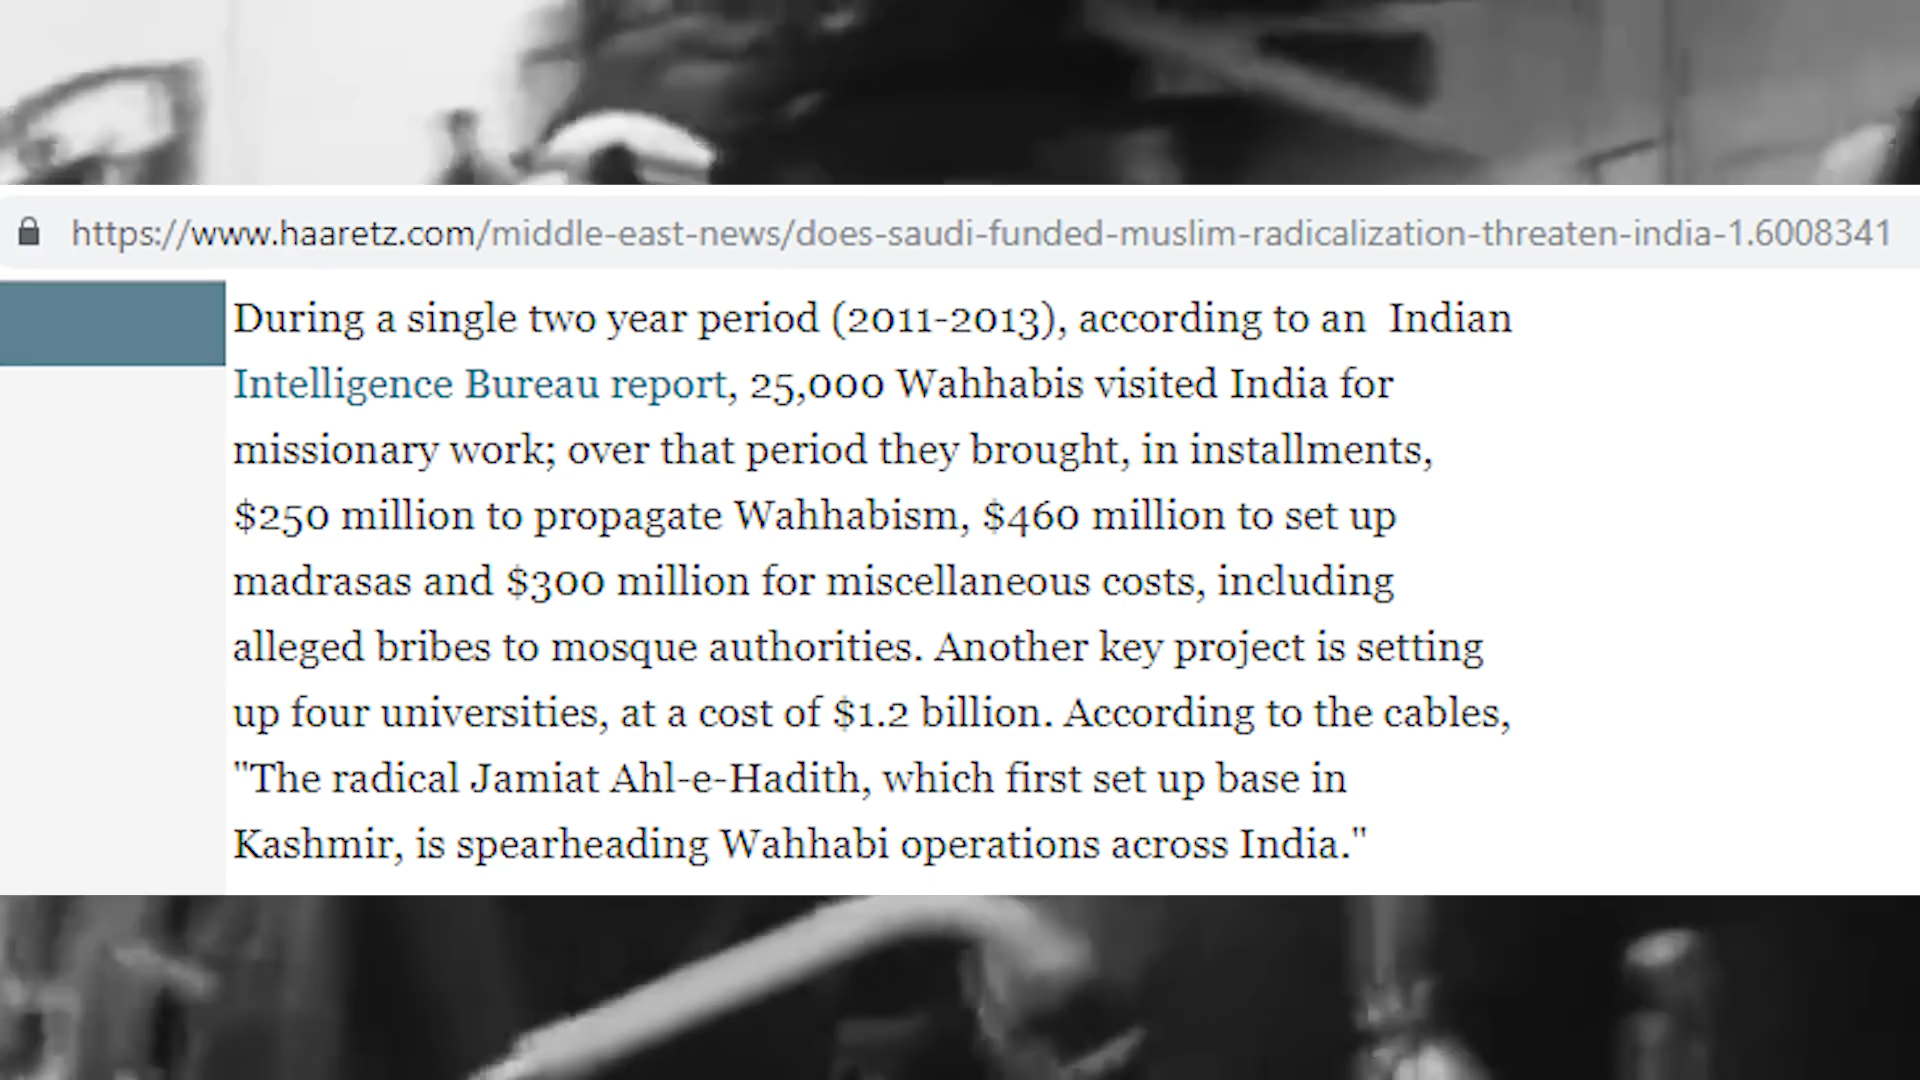 https://www.haaretz.com/middle-east-news/does-saudi-funded-muslim-radicalization-threaten-india-1.6008341
During a single two year period (2011-2013), according to an  Indian
Intelligence Bureau report, 25,000 Wahhabis visited India for
missionary work; over that period they brought, in installments,
$250 million to propagate Wahhabism, $460 million to set up
madrasas and $300 million for miscellaneous costs, including
alleged bribes to mosque authorities. Another key project is setting
up four universities, at a cost of $1.2 billion. According to the cables,
"The radical Jamiat Ahl-e-Hadith, which first set up base in
Kashmir, is spearheading Wahhabi operations across India."